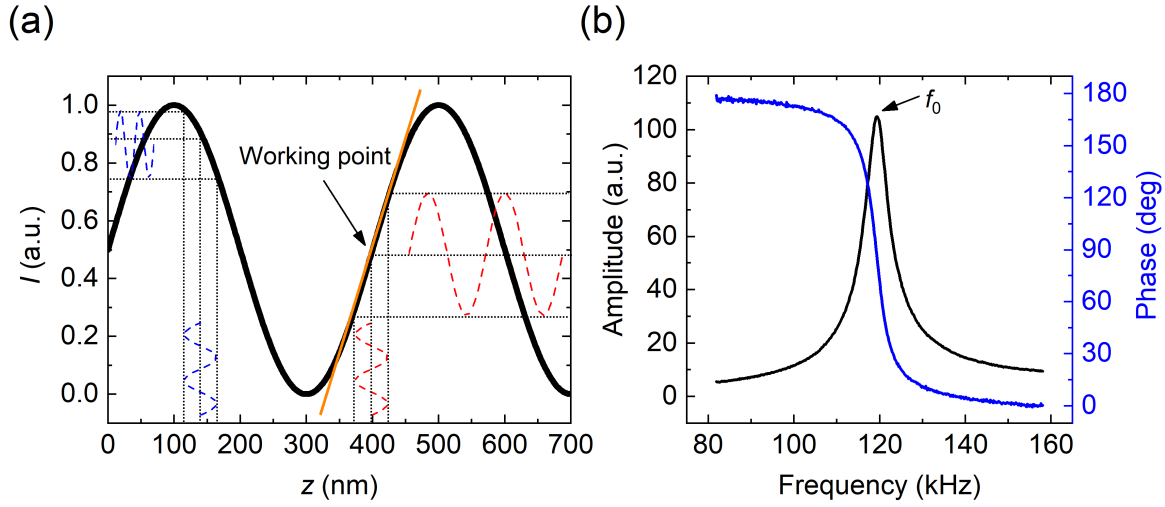 (a)
(b)
I (a.u.)
1.0
0.8
0.6
0.4
0.2
0.0
Working point
0 100 200 300 400 500 600 700
z (nm)
Amplitude (a.u.)
120
100
80
60
40
20
0
f0
180
150
120
90
60
30
0
Phase (deg)
80 100 120 140 160
Frequency (kHz)